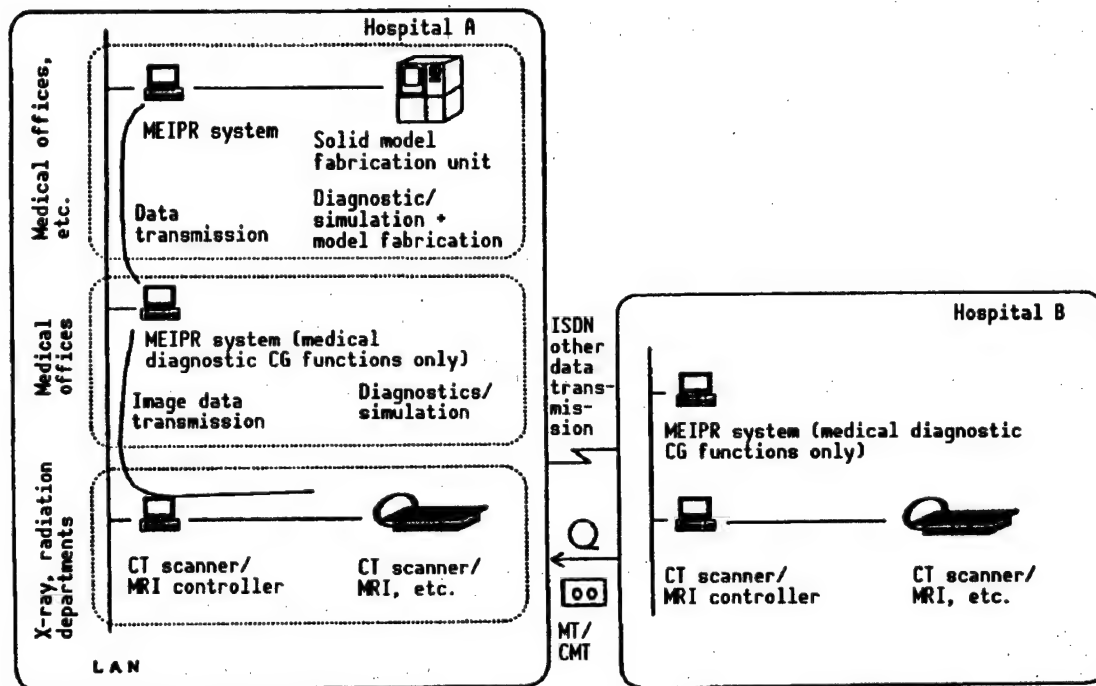 Hospital A
Medical offices,
etc.
MEIPR system
Solid model
fabrication unit
Data
transmission
Diagnostic/
simulation +
model fabrication
Medical
offices
MEIPR system (medical
diagnostic CG functions only)
Image data
transmission
Diagnostics/
simulation
X-ray, radiation
departments
CT scanner/
MRI controller
CT scanner/
MRI, etc.
LAN
ISDN
other
data
trans-
mis-
sion
MT/
CMT
Hospital B
MEIPR system (medical diagnostic
CG functions only)
CT scanner/
MRI controller
CT scanner/
MRI, etc.